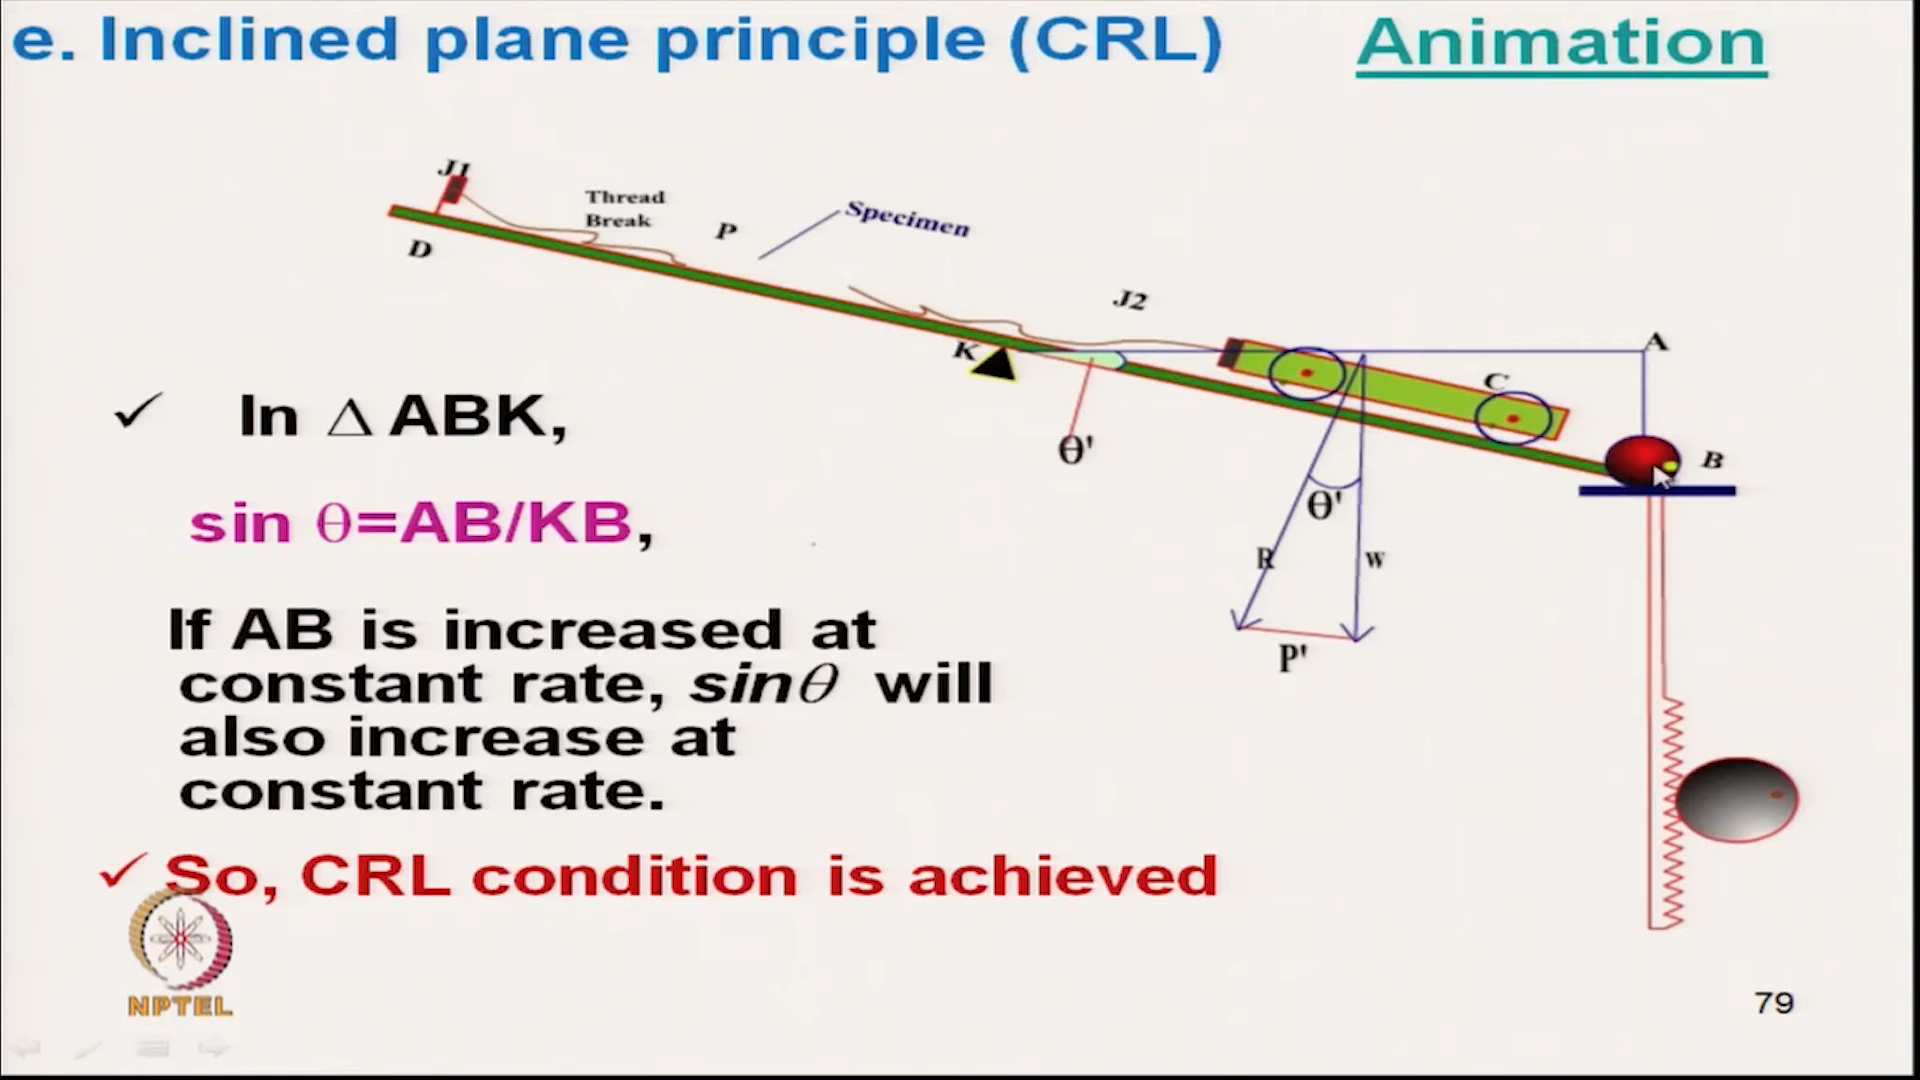 e. Inclined plane principle (CRL)
Animation
J1
Thread
Break
P
Specimen
D
J2
K
A
C
θ'
B
✓ In Δ ABK,
θ'
sin θ=AB/KB,
R
w
If AB is increased at
constant rate, sinθ will
also increase at
constant rate.
P'
✓ So, CRL condition is achieved
NPTEL
79